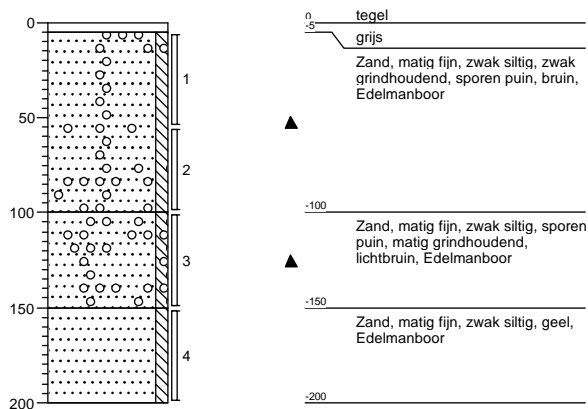 0
50
100
150
200
1
2
3
4
0
tegel
-5
grijs
Zand, matig fijn, zwak siltig, zwak
grindhoudend, sporen puin, bruin,
Edelmanboor
-100
Zand, matig fijn, zwak siltig, sporen
puin, matig grindhoudend,
lichtbruin, Edelmanboor
-150
Zand, matig fijn, zwak siltig, geel,
Edelmanboor
-200